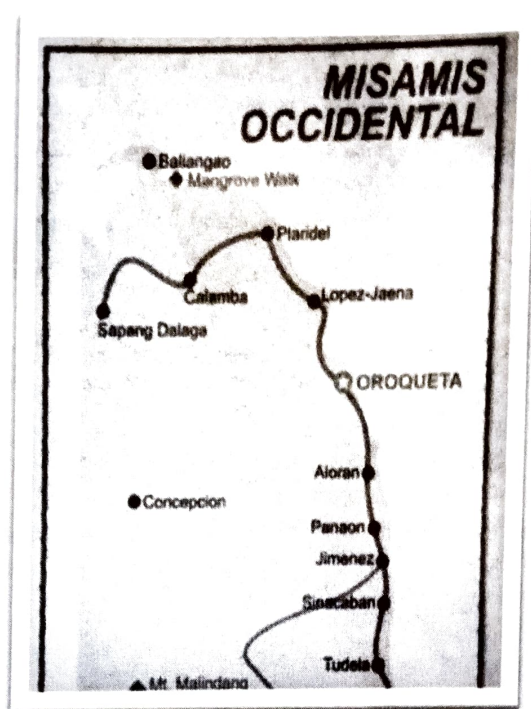 MISAMIS
OCCIDENTAL
Baliangao
Mangrove Walk
Plaridel
Calamba
Lopez-Jaena
Sapang Dalaga
OROQUETA
Aloran
Concepcion
Panaon
Jimenez
Sinacaban
Tudela
Mt. Malindang